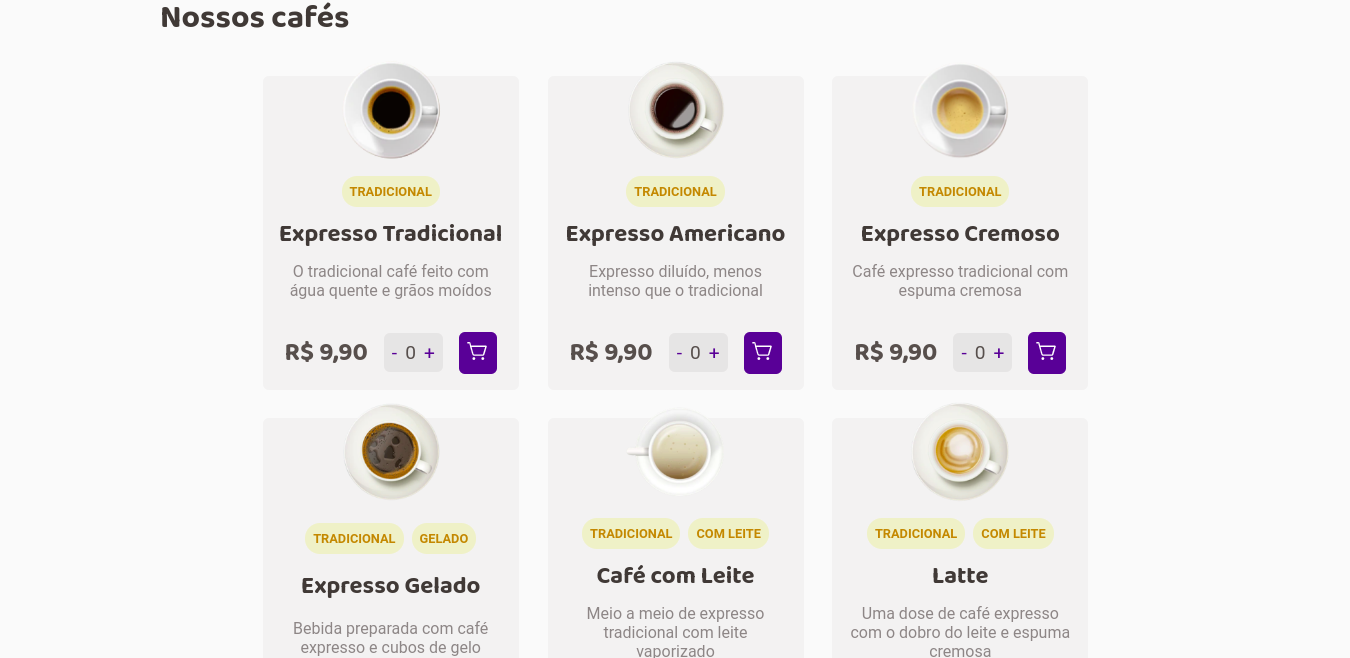 Nossos cafés
TRADICIONAL
Expresso Tradicional
O tradicional café feito com
água quente e grãos moídos
R$ 9,90 - 0 +
TRADICIONAL
Expresso Americano
Expresso diluído, menos
intenso que o tradicional
R$ 9,90 - 0 +
TRADICIONAL
Expresso Cremoso
Café expresso tradicional com
espuma cremosa
R$ 9,90 - 0 +
TRADICIONAL GELADO
Expresso Gelado
Bebida preparada com café
expresso e cubos de gelo
TRADICIONAL COM LEITE
Café com Leite
Meio a meio de expresso
tradicional com leite
vaporizado
TRADICIONAL COM LEITE
Latte
Uma dose de café expresso
com o dobro do leite e espuma
cremosa